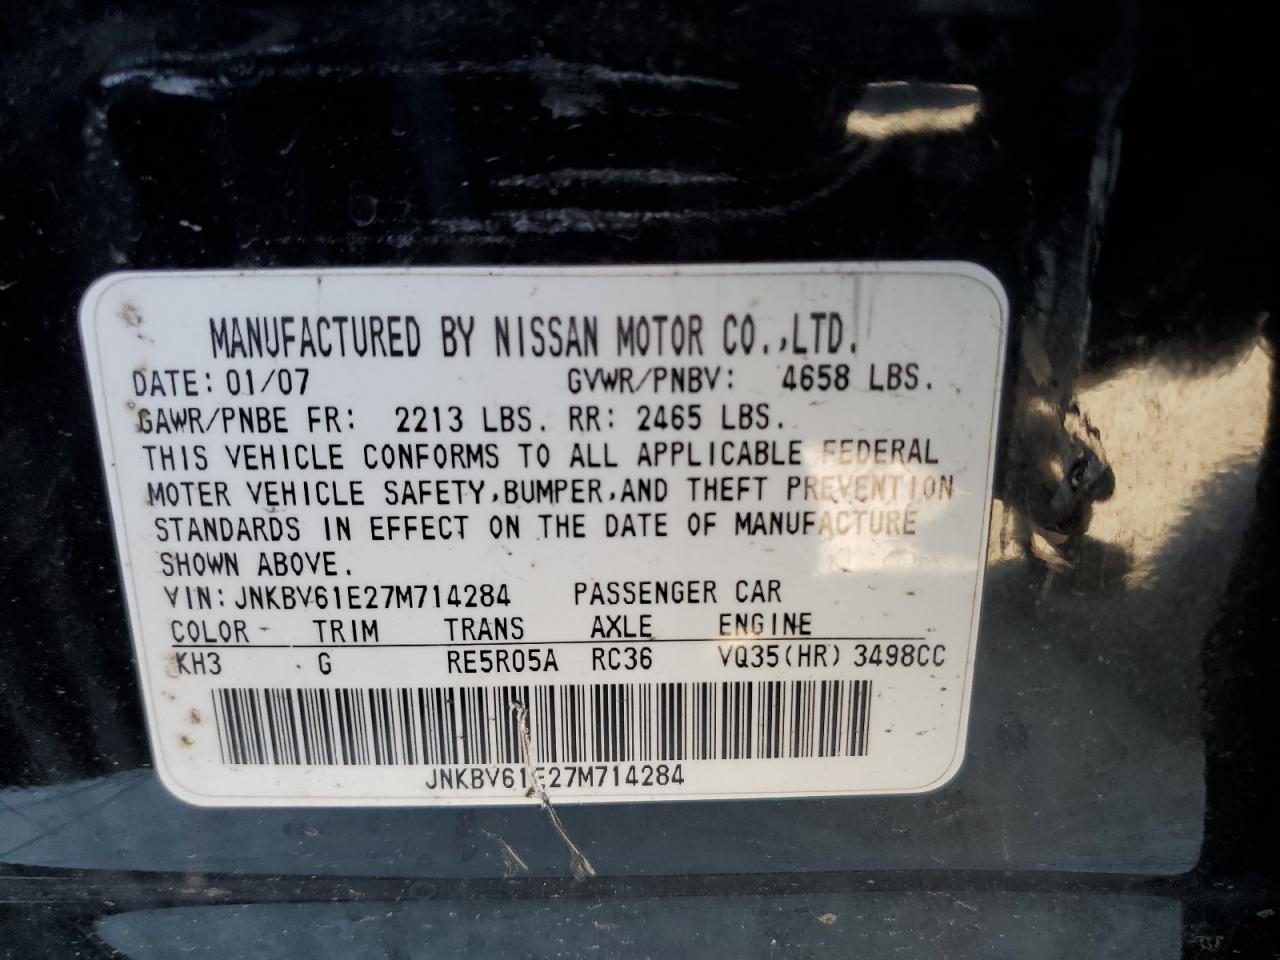 MANUFACTURED BY NISSAN MOTOR CO.,LTD.
DATE: 01/07 GVWR/PNBV: 4658 LBS.
GAWR/PNBE FR: 2213 LBS. RR: 2465 LBS.
THIS VEHICLE CONFORMS TO ALL APPLICABLE FEDERAL
MOTER VEHICLE SAFETY,BUMPER,AND THEFT PREVENTION
STANDARDS IN EFFECT ON THE DATE OF MANUFACTURE
SHOWN ABOVE.
VIN: JNKBV61E27M714284 PASSENGER CAR
COLOR TRIM TRANS AXLE ENGINE
KH3 G RE5R05A RC36 VQ35(HR) 3498CC
JNKBV61E27M714284